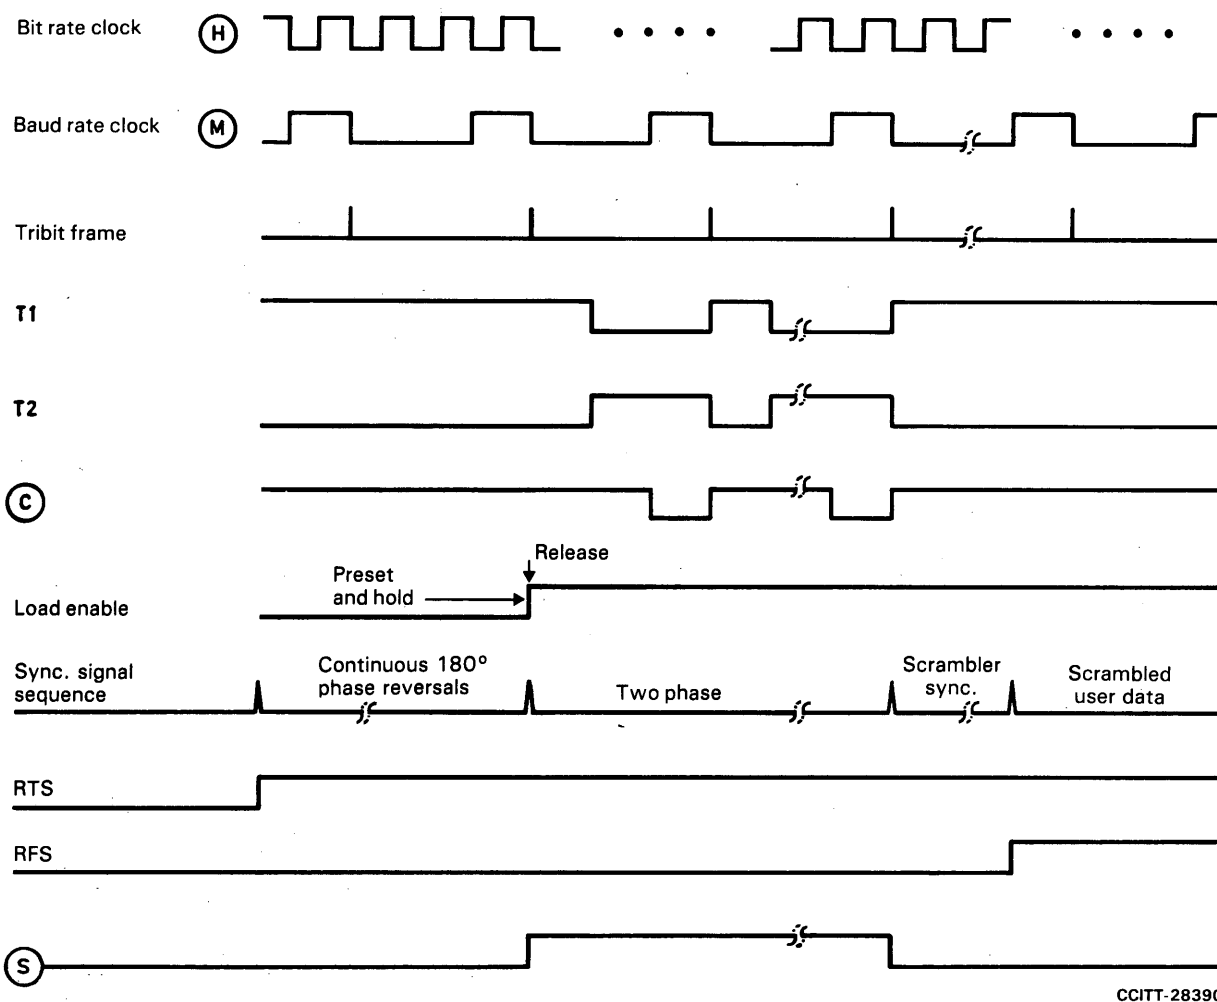 Bit rate clock H
Baud rate clock M
Tribit frame
T1
T2
C
Release
Preset
and hold
Load enable
Sync. signal
sequence
Continuous 180°
phase reversals
Two phase
Scrambler
sync.
Scrambled
user data
RTS
RFS
S
CCITT-28390